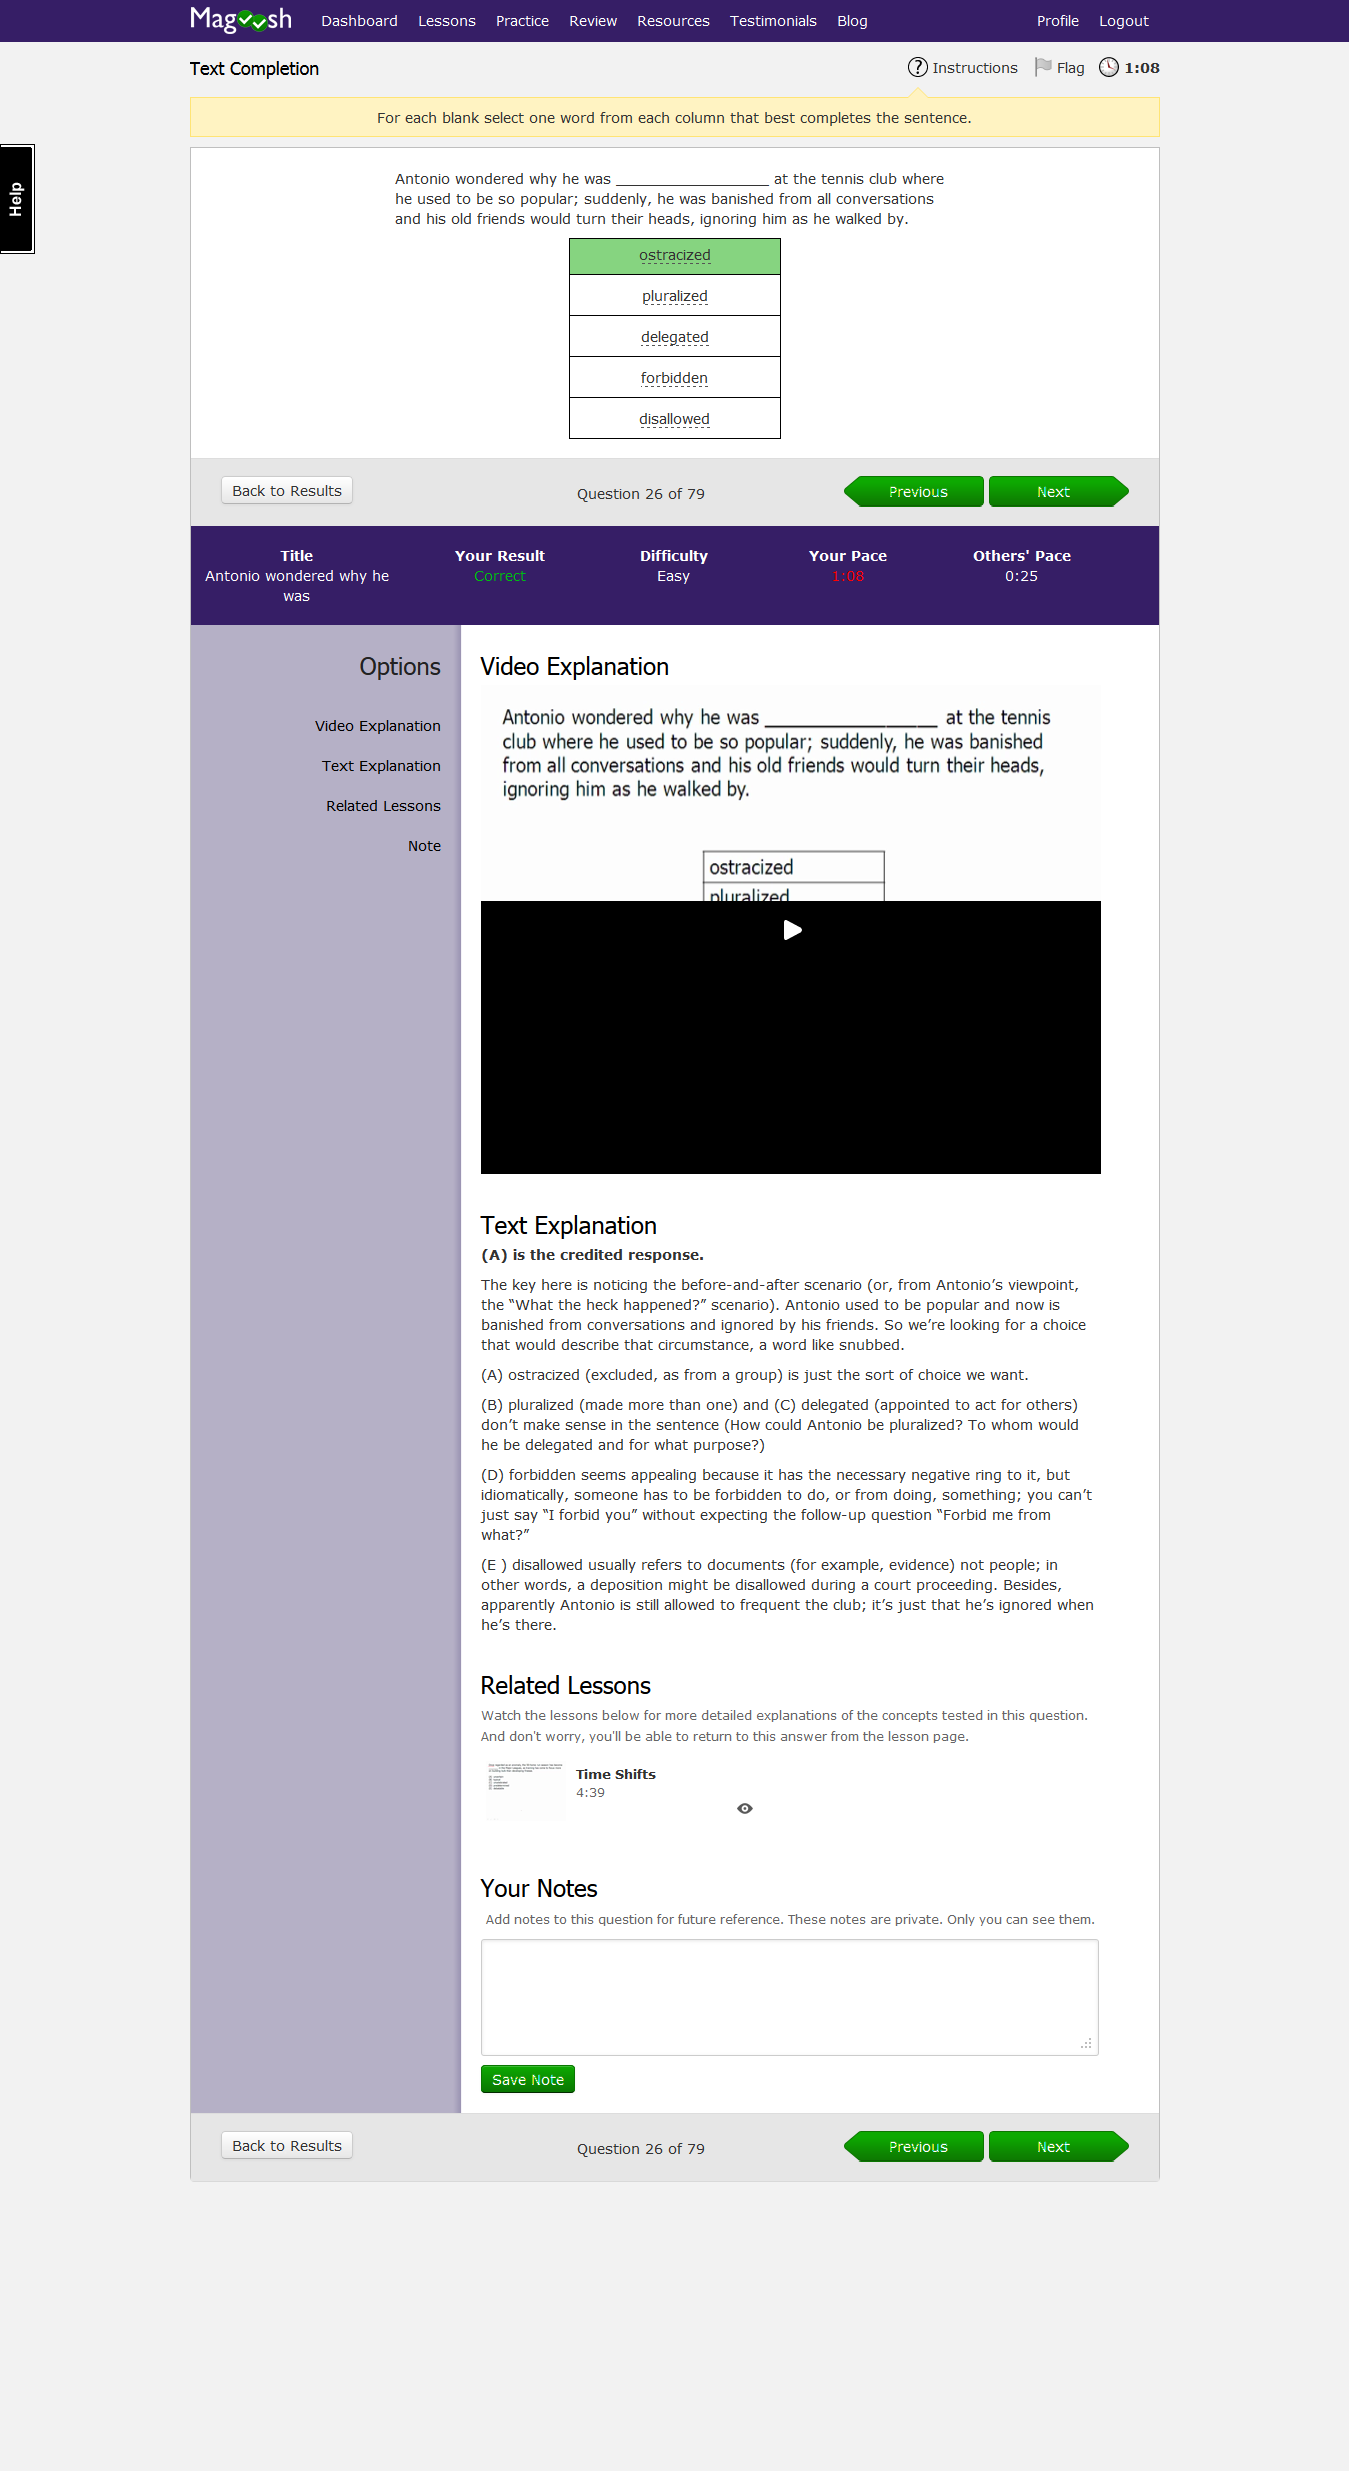 Magoosh Dashboard Lessons Practice Review Resources Testimonials Blog Profile Logout
Text Completion ? Instructions Flag 1:08
For each blank select one word from each column that best completes the sentence.
Help
Antonio wondered why he was ____________________ at the tennis club where
he used to be so popular; suddenly, he was banished from all conversations
and his old friends would turn their heads, ignoring him as he walked by.
ostracized
pluralized
delegated
forbidden
disallowed
Back to Results Question 26 of 79 Previous Next
Title Your Result Difficulty Your Pace Others' Pace
Antonio wondered why he Correct Easy 1:08 0:25
was
Options
Video Explanation
Text Explanation
Related Lessons
Note
Video Explanation
Antonio wondered why he was ____________________ at the tennis
club where he used to be so popular; suddenly, he was banished
from all conversations and his old friends would turn their heads,
ignoring him as he walked by.
ostracized
pluralized
Text Explanation
(A) is the credited response.
The key here is noticing the before-and-after scenario (or, from Antonio’s viewpoint,
the “What the heck happened?” scenario). Antonio used to be popular and now is
banished from conversations and ignored by his friends. So we’re looking for a choice
that would describe that circumstance, a word like snubbed.
(A) ostracized (excluded, as from a group) is just the sort of choice we want.
(B) pluralized (made more than one) and (C) delegated (appointed to act for others)
don’t make sense in the sentence (How could Antonio be pluralized? To whom would
he be delegated and for what purpose?)
(D) forbidden seems appealing because it has the necessary negative ring to it, but
idiomatically, someone has to be forbidden to do, or from doing, something; you can’t
just say “I forbid you” without expecting the follow-up question “Forbid me from
what?”
(E ) disallowed usually refers to documents (for example, evidence) not people; in
other words, a deposition might be disallowed during a court proceeding. Besides,
apparently Antonio is still allowed to frequent the club; it’s just that he’s ignored when
he’s there.
Related Lessons
Watch the lessons below for more detailed explanations of the concepts tested in this question.
And don't worry, you'll be able to return to this answer from the lesson page.
Time Shifts
4:39
Your Notes
Add notes to this question for future reference. These notes are private. Only you can see them.
Save Note
Back to Results Question 26 of 79 Previous Next